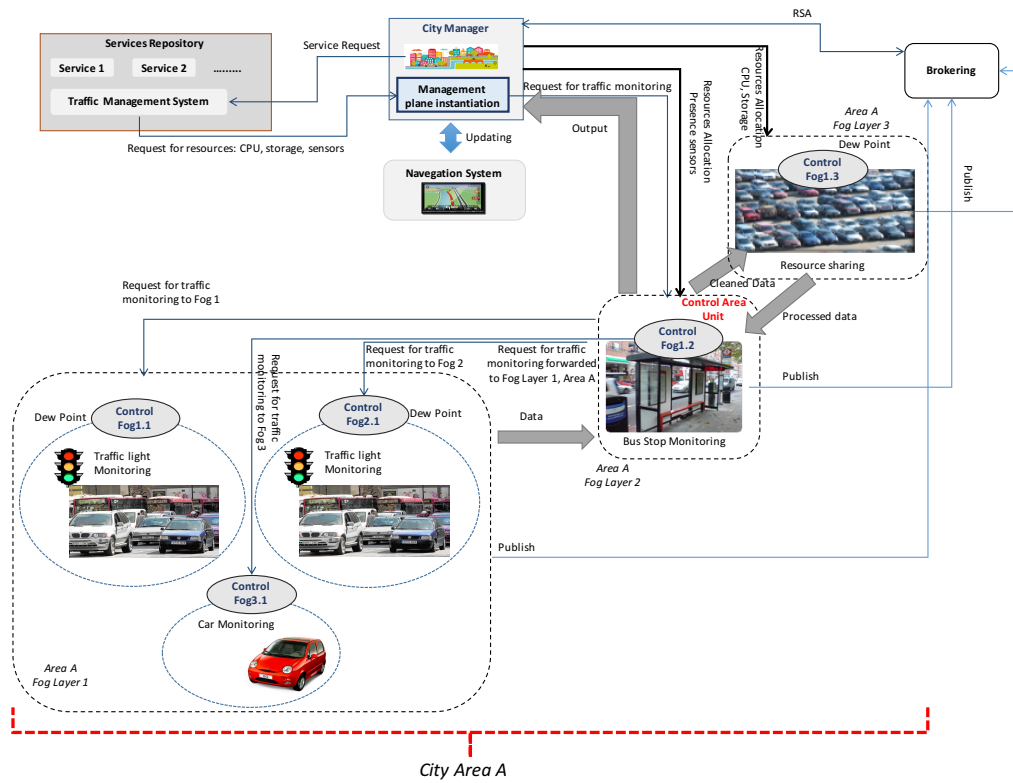 RSA
Services Repository
Service 1
Service 2
.........
Traffic Management System
Service Request
City Manager
Management
plane instantiation
Request for traffic monitoring
Request for resources: CPU, storage, sensors
Output
Updating
Navegation System
Resources Allocation
Presence sensors
Resources Allocation
CPU, Storage
Brokering
Area A
Fog Layer 3
Dew Point
Control
Fog1.3
Resource sharing
Publish
Cleaned Data
Processed data
Control Area
Unit
Control
Fog1.2
Bus Stop Monitoring
Area A
Fog Layer 2
Publish
Request for traffic
monitoring to Fog 1
Request for traffic
monitoring to Fog 2
Request for traffic
monitoring forwarded
to Fog Layer 1, Area A
Request for traffic
monitoring to Fog 3
Data
Dew Point
Control
Fog1.1
Traffic light
Monitoring
Control
Fog2.1
Dew Point
Traffic light
Monitoring
Publish
Control
Fog3.1
Car Monitoring
Area A
Fog Layer 1
City Area A